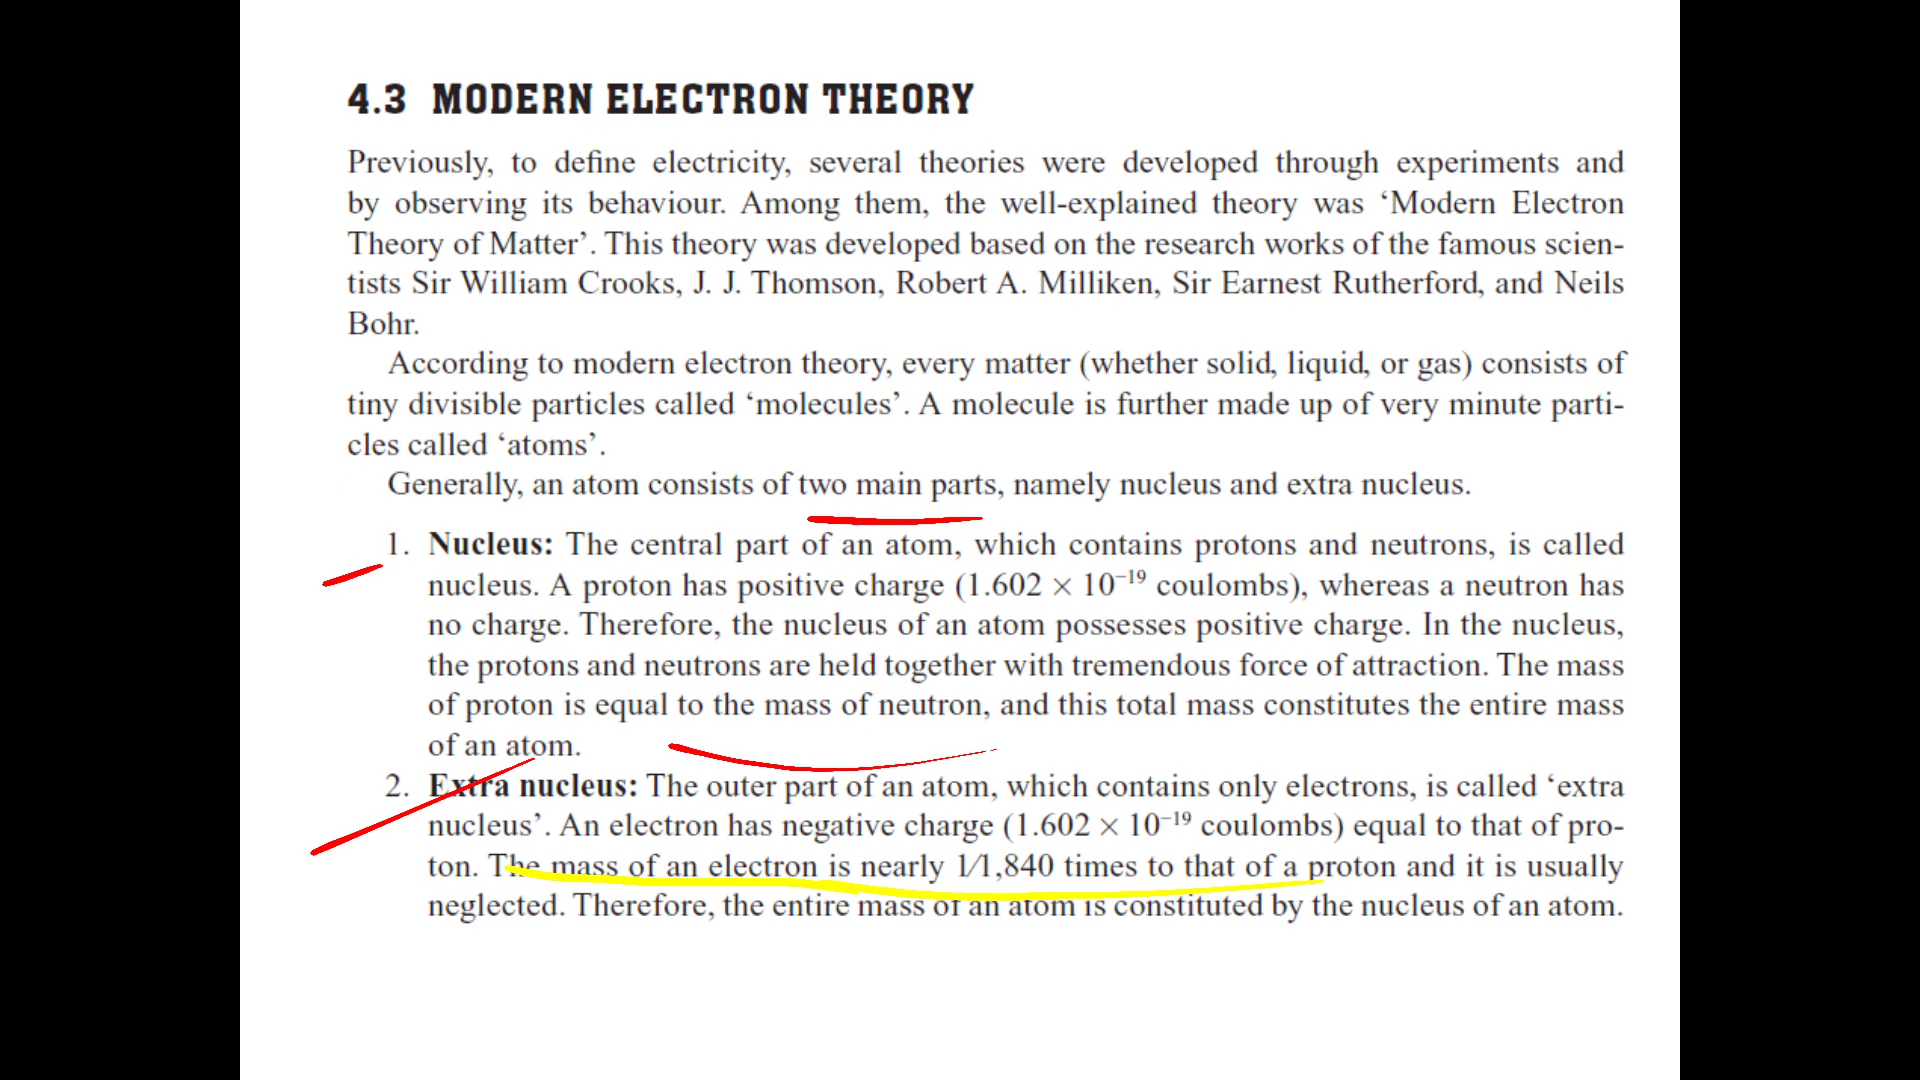 4.3 MODERN ELECTRON THEORY
Previously, to define electricity, several theories were developed through experiments and
by observing its behaviour. Among them, the well-explained theory was ‘Modern Electron
Theory of Matter’. This theory was developed based on the research works of the famous scien-
tists Sir William Crooks, J. J. Thomson, Robert A. Milliken, Sir Earnest Rutherford, and Neils
Bohr.
According to modern electron theory, every matter (whether solid, liquid, or gas) consists of
tiny divisible particles called ‘molecules’. A molecule is further made up of very minute parti-
cles called ‘atoms’.
Generally, an atom consists of two main parts, namely nucleus and extra nucleus.
1. Nucleus: The central part of an atom, which contains protons and neutrons, is called
nucleus. A proton has positive charge (1.602 × 10⁻¹⁹ coulombs), whereas a neutron has
no charge. Therefore, the nucleus of an atom possesses positive charge. In the nucleus,
the protons and neutrons are held together with tremendous force of attraction. The mass
of proton is equal to the mass of neutron, and this total mass constitutes the entire mass
of an atom.
2. Extra nucleus: The outer part of an atom, which contains only electrons, is called ‘extra
nucleus’. An electron has negative charge (1.602 × 10⁻¹⁹ coulombs) equal to that of pro-
ton. The mass of an electron is nearly 1/1,840 times to that of a proton and it is usually
neglected. Therefore, the entire mass of an atom is constituted by the nucleus of an atom.